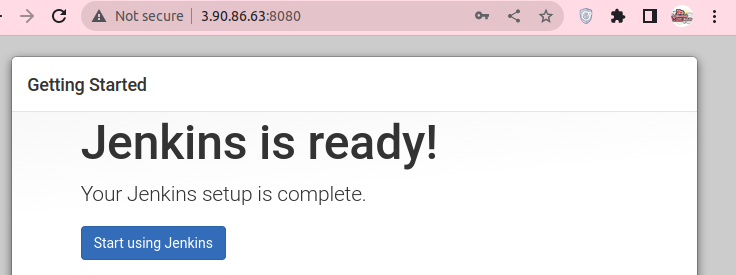 Not secure | 3.90.86.63:8080
Getting Started
Jenkins is ready!
Your Jenkins setup is complete.
Start using Jenkins